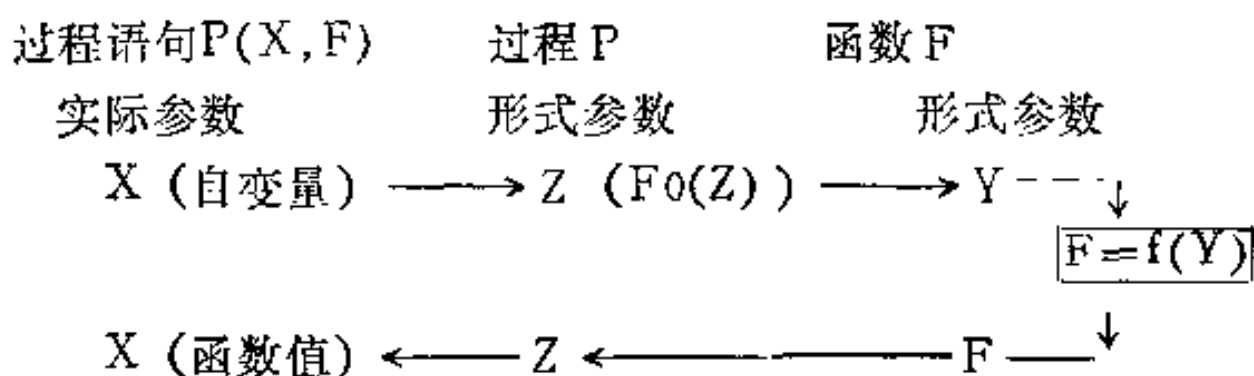 过程语句P(X,F) 过程P 函数F
实际参数 形式参数 形式参数
X (自变量) → Z (F0(Z)) → Y
F=f(Y)
X (函数值) ← Z ← F